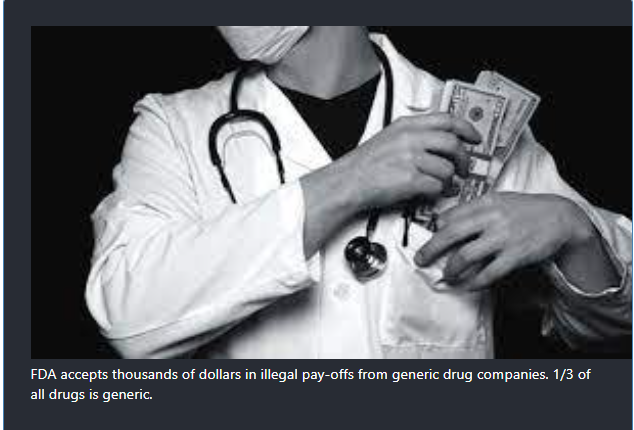 FDA accepts thousands of dollars in illegal pay-offs from generic drug companies. 1/3 of
all drugs is generic.